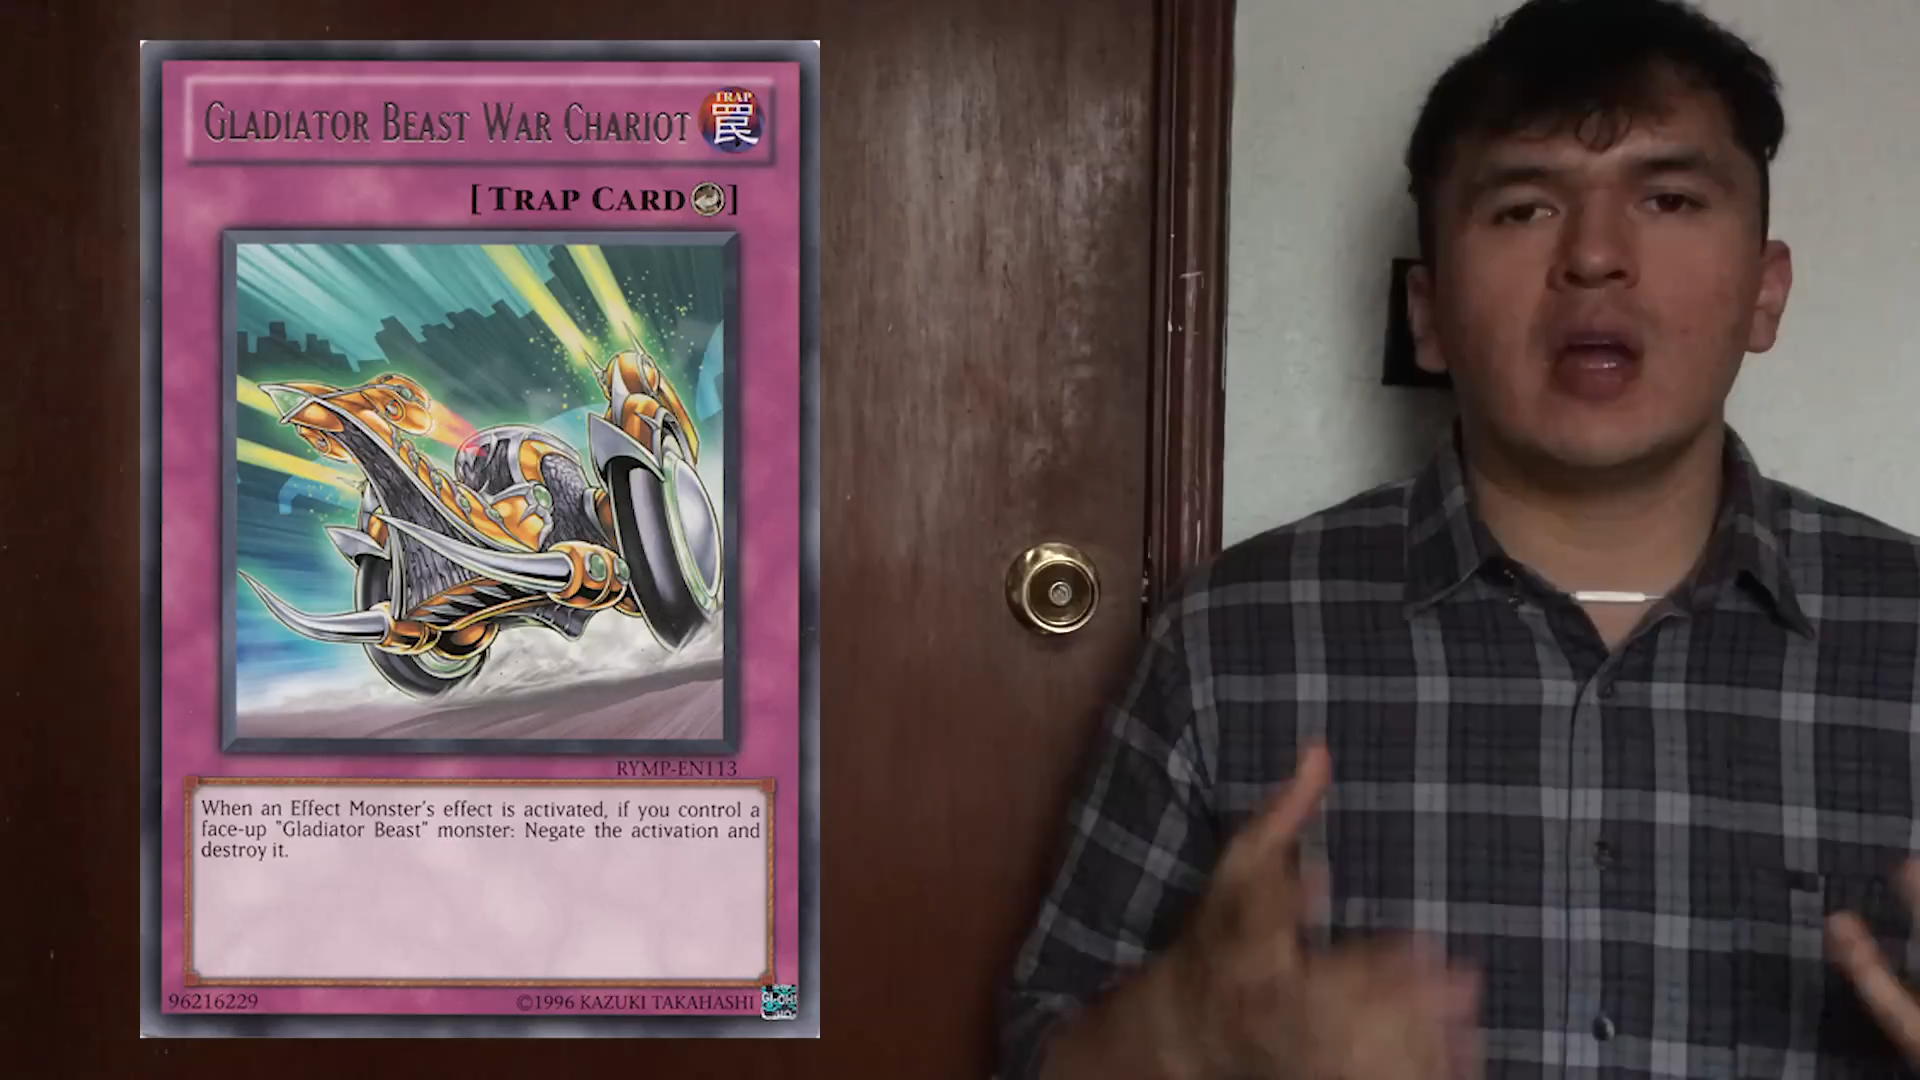 GLADIATOR BEAST WAR CHARIOT
TRAP
罠
[TRAP CARD]
RYMP-EN113
When an Effect Monster's effect is activated, if you control a
face-up "Gladiator Beast" monster: Negate the activation and
destroy it.
96216229
©1996 KAZUKI TAKAHASHI